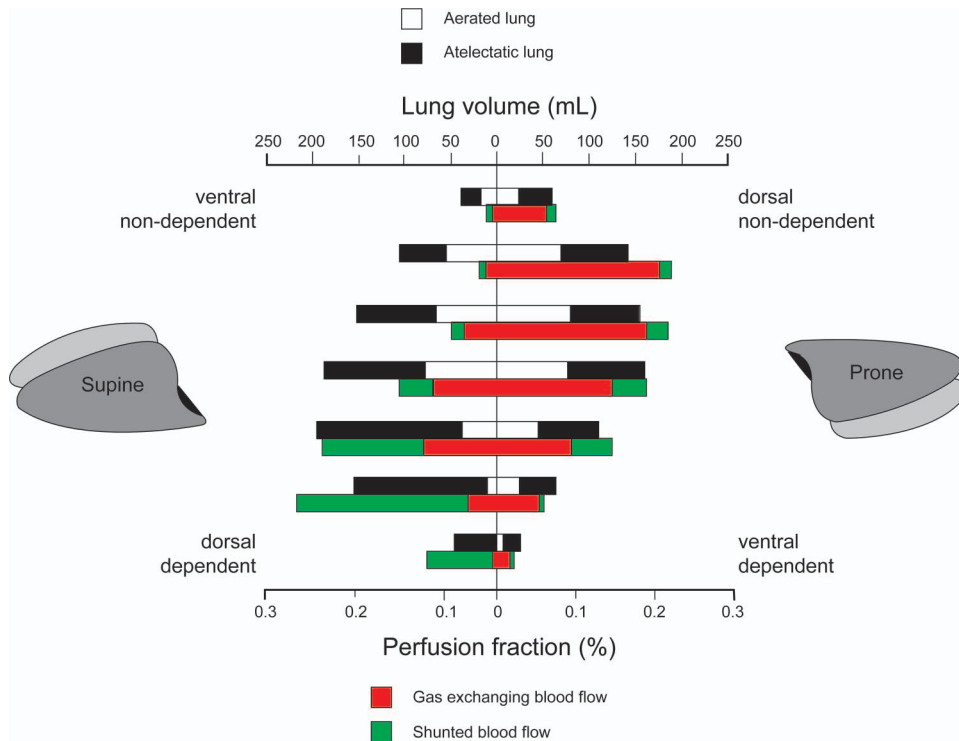 Aerated lung
Atelectatic lung
Lung volume (mL)
250 200 150 100 50 0 50 100 150 200 250
ventral
non-dependent
dorsal
non-dependent
Supine
Prone
dorsal
dependent
ventral
dependent
0.3 0.2 0.1 0 0.1 0.2 0.3
Perfusion fraction (%)
Gas exchanging blood flow
Shunted blood flow